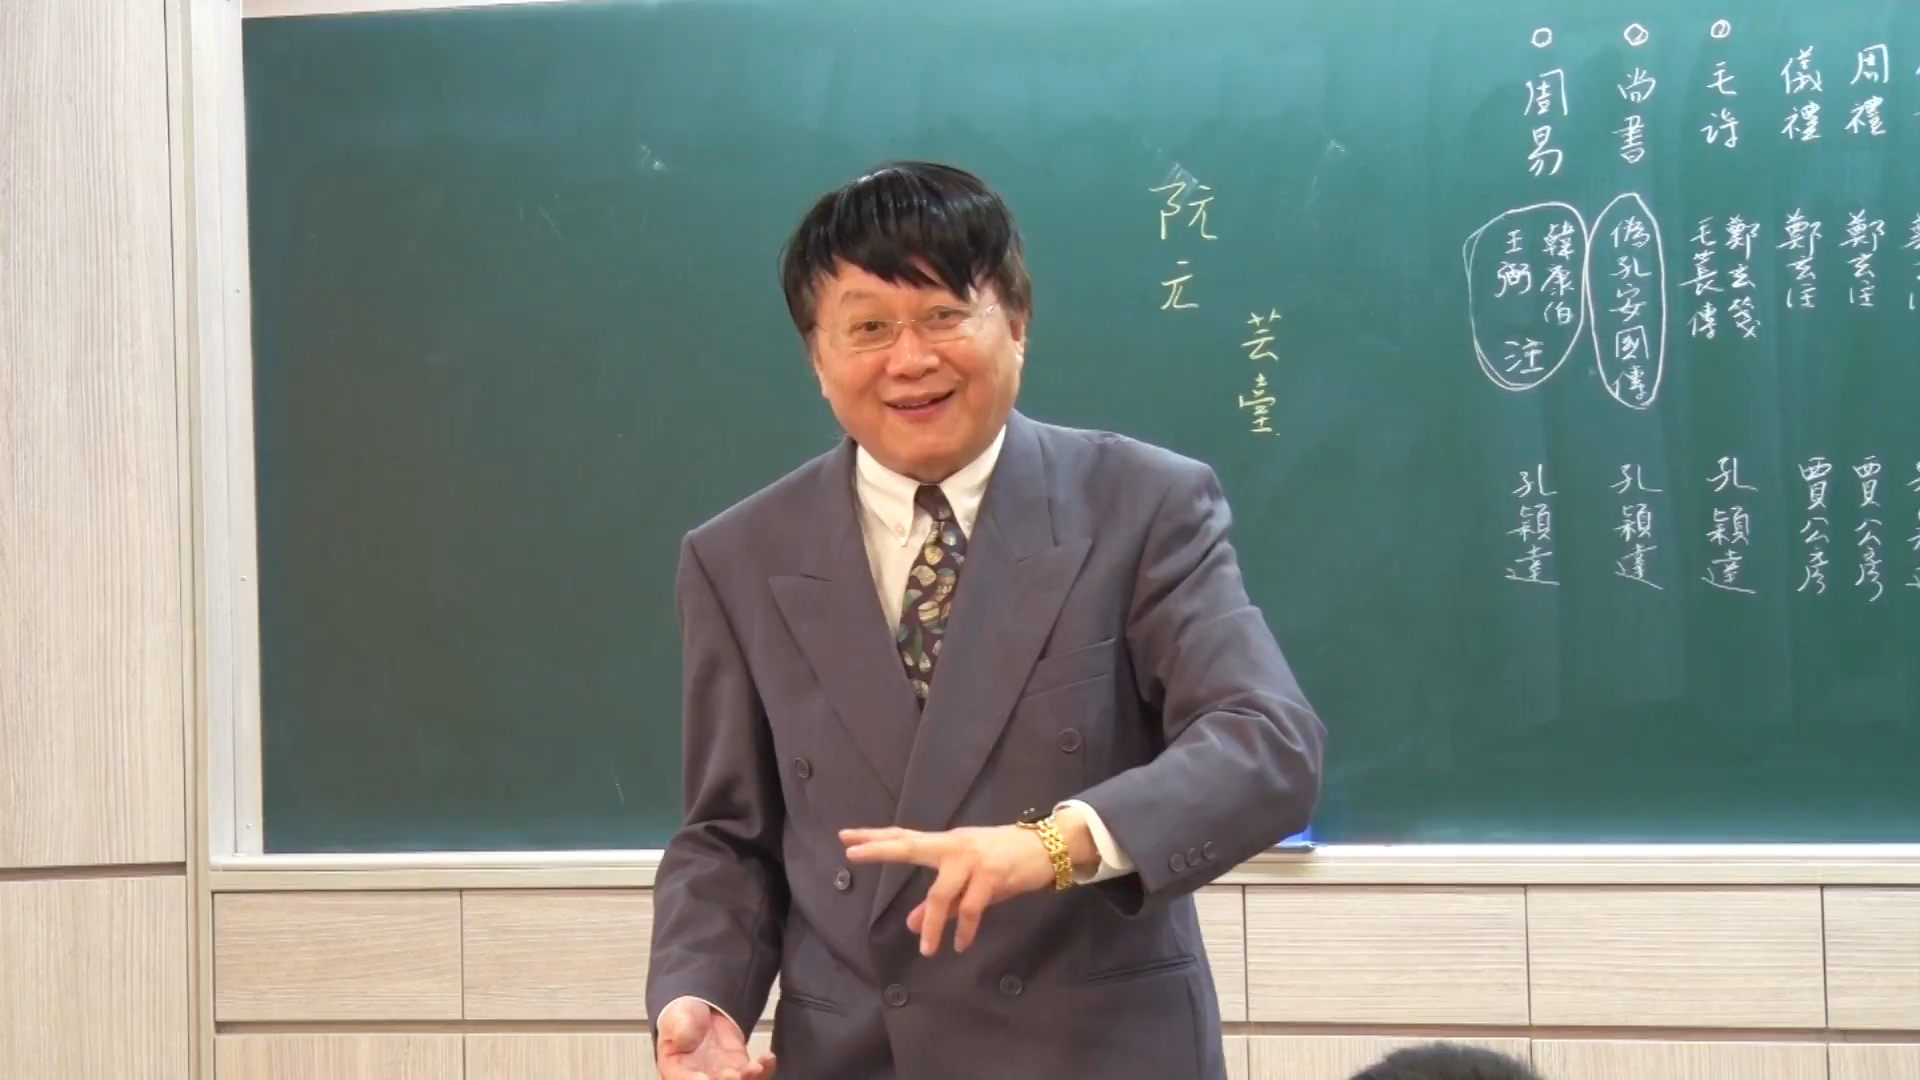 周禮
鄭玄注
賈公彥
儀禮
鄭玄注
賈公彥
②
毛詩
鄭玄箋
毛萇傳
孔穎達
尚書
偽孔安國傳
孔穎達
周易
韓康伯
王弼
注
孔穎達
阮元
芸臺